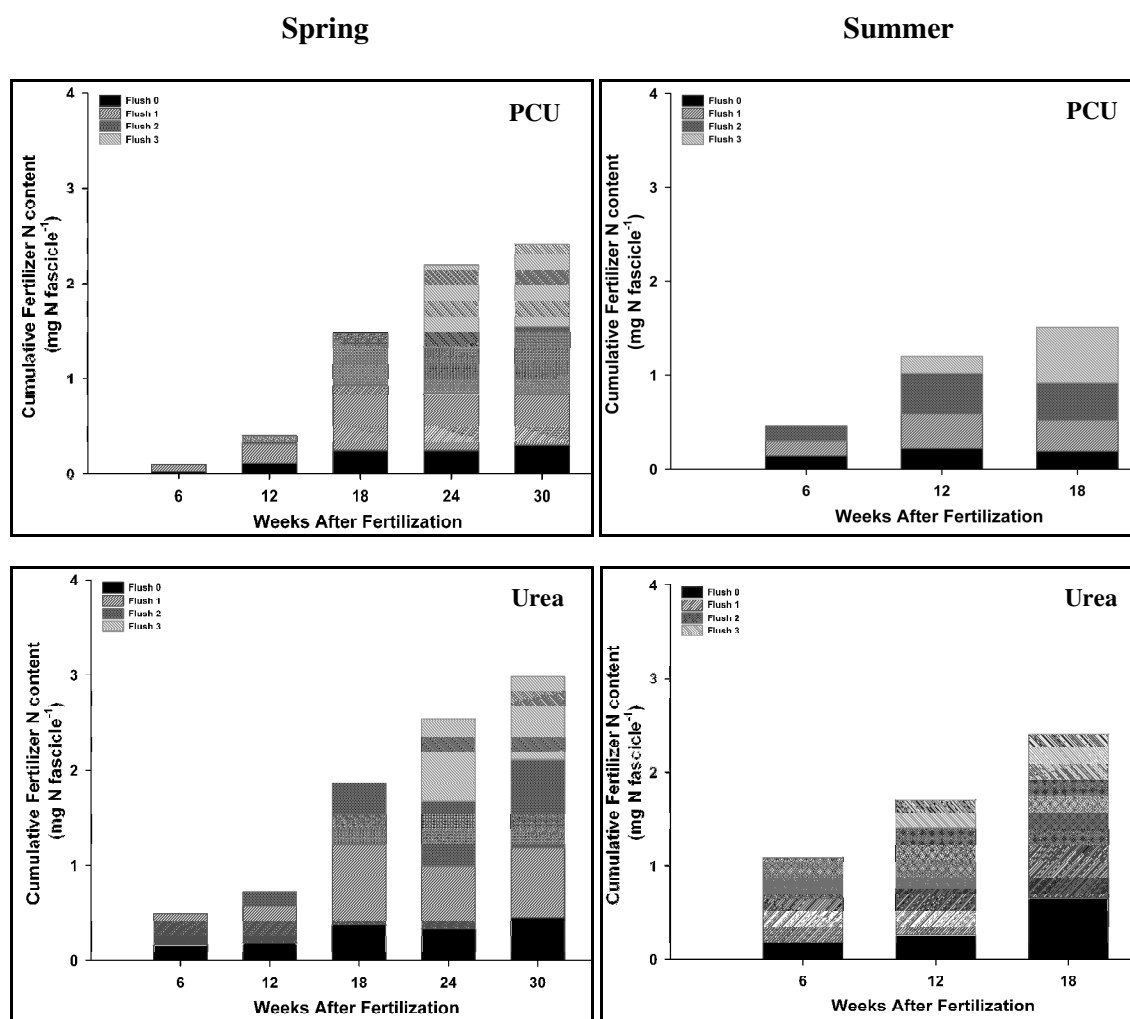 Spring
Summer
PCU
Flush 0
Flush 1
Flush 2
Flush 3
4
3
2
1
0
Cumulative Fertilizer N content
(mg N fascicle⁻¹)
6 12 18 24 30
Weeks After Fertilization
PCU
Flush 0
Flush 1
Flush 2
Flush 3
4
3
2
1
0
Cumulative Fertilizer N content
(mg N fascicle⁻¹)
6 12 18
Weeks After Fertilization
Urea
Flush 0
Flush 1
Flush 2
Flush 3
4
3
2
1
0
Cumulative Fertilizer N content
(mg N fascicle⁻¹)
6 12 18 24 30
Weeks After Fertilization
Urea
Flush 0
Flush 1
Flush 2
Flush 3
4
3
2
1
0
Cumulative Fertilizer N content
(mg N fascicle⁻¹)
6 12 18
Weeks After Fertilization